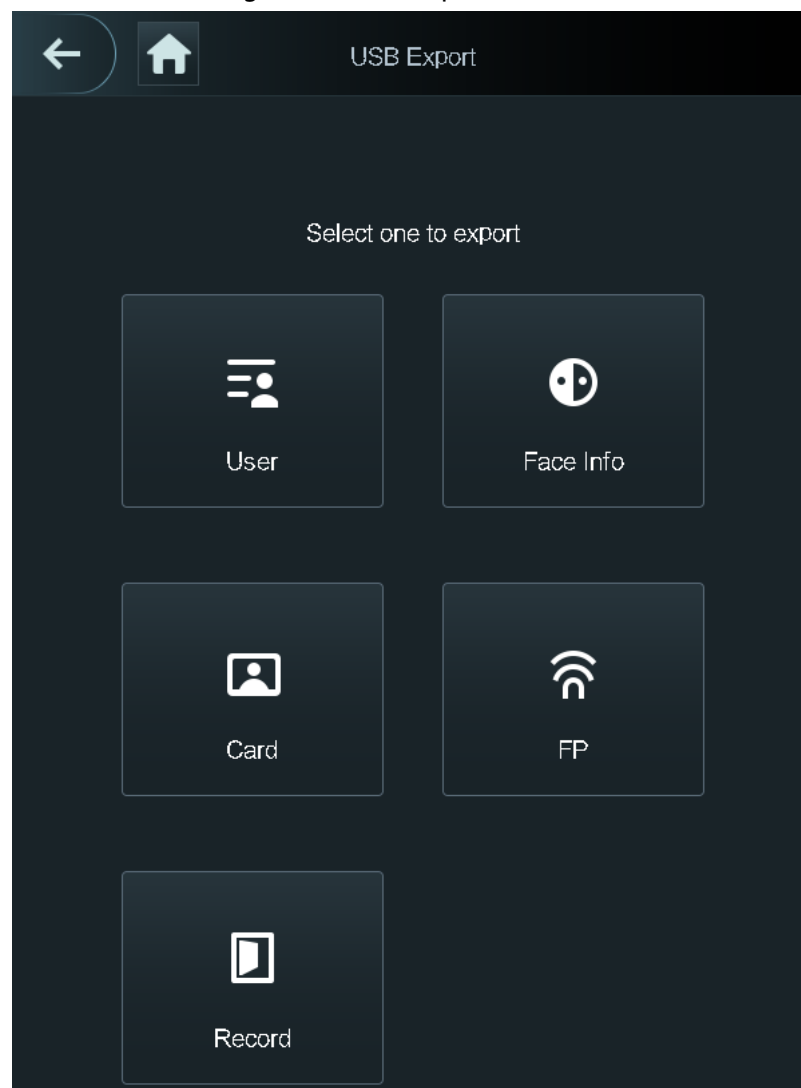 USB Export
Select one to export
User
Face Info
Card
FP
Record